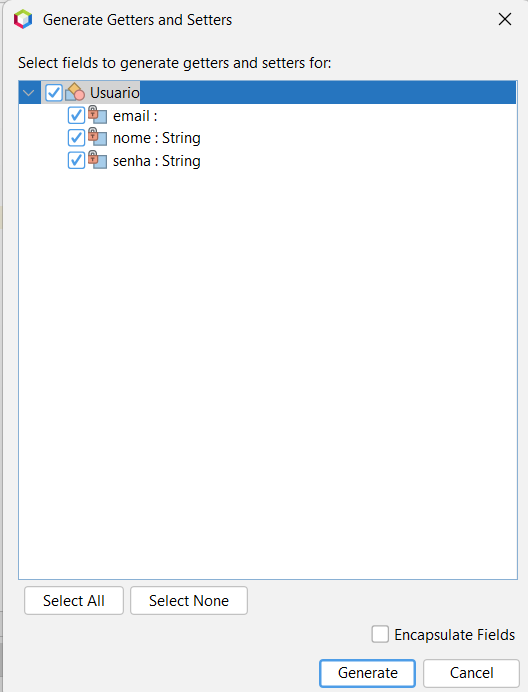 Generate Getters and Setters
Select fields to generate getters and setters for:
Usuario
email :
nome : String
senha : String
Select All
Select None
Encapsulate Fields
Generate
Cancel